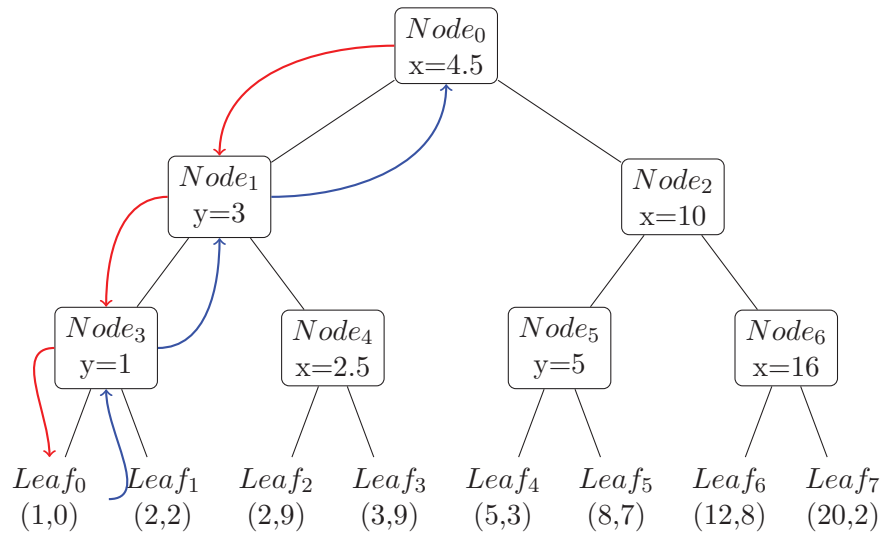 Node₀
x=4.5
Node₁
y=3
Node₂
x=10
Node₃
y=1
Node₄
x=2.5
Node₅
y=5
Node₆
x=16
Leaf₀ Leaf₁ Leaf₂ Leaf₃ Leaf₄ Leaf₅ Leaf₆ Leaf₇
(1,0) (2,2) (2,9) (3,9) (5,3) (8,7) (12,8) (20,2)